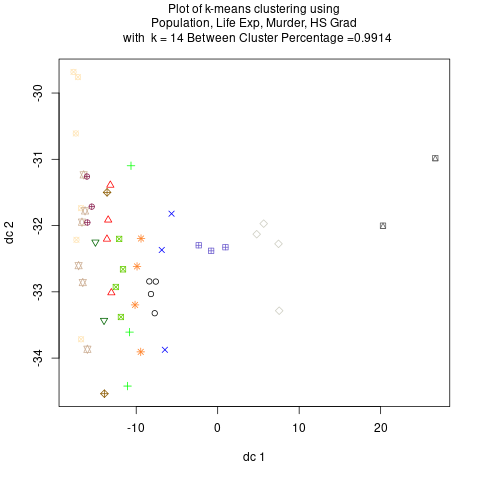 Plot of k-means clustering using
Population, Life Exp, Murder, HS Grad
with  k = 14 Between Cluster Percentage =0.9914
-30
-31
-32
-33
-34
dc 2
-10
0
10
20
dc 1